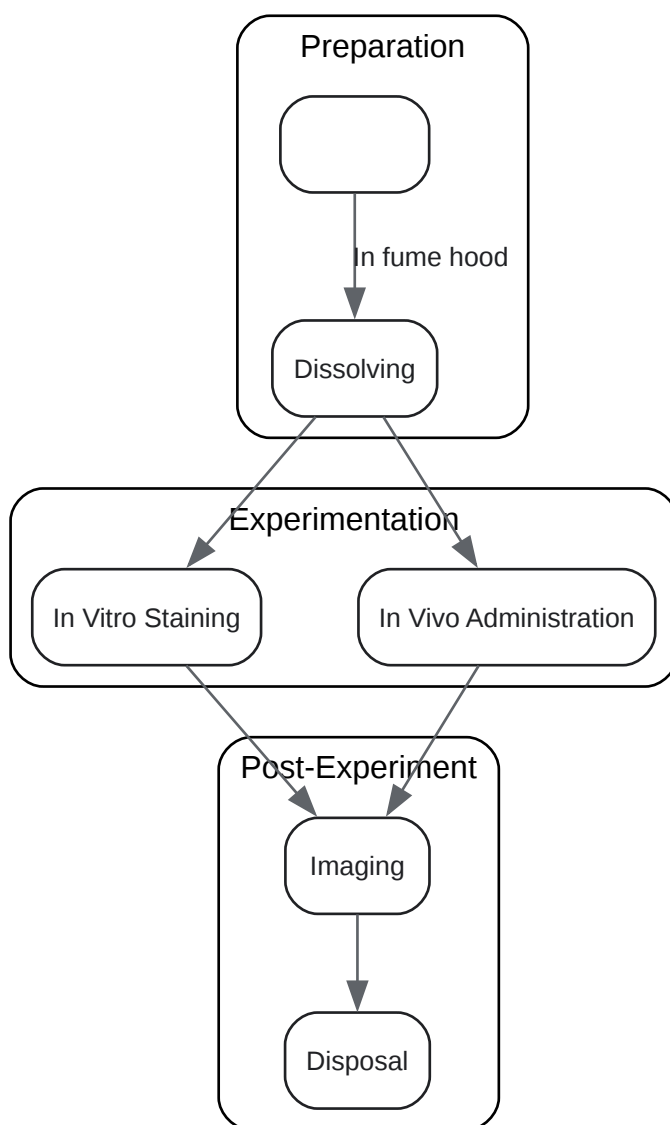 Preparation
In fume hood
Dissolving
Experimentation
In Vitro Staining
In Vivo Administration
Post-Experiment
Imaging
Disposal